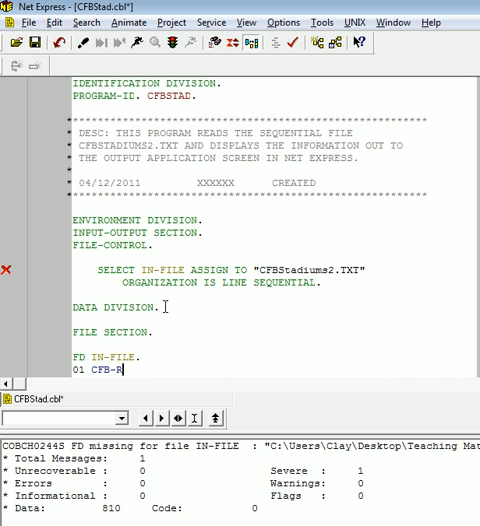 Net Express - [CFBStad.cbl*]
File Edit Search Animate Project Service View Options Tools UNIX Window Help
IDENTIFICATION DIVISION.
PROGRAM-ID. CFBSTAD.
*********************************************************
* DESC: THIS PROGRAM READS THE SEQUENTIAL FILE
* CFBSTADIUMS2.TXT AND DISPLAYS THE INFORMATION OUT TO
* THE OUTPUT APPLICATION SCREEN IN NET EXPRESS.
*
* 04/12/2011 XXXXXX CREATED
*********************************************************
ENVIRONMENT DIVISION.
INPUT-OUTPUT SECTION.
FILE-CONTROL.
SELECT IN-FILE ASSIGN TO "CFBStadiums2.TXT"
ORGANIZATION IS LINE SEQUENTIAL.
DATA DIVISION.
FILE SECTION.
FD IN-FILE.
01 CFB-R
CFBStad.cbl*
COBCH0244S FD missing for file IN-FILE : "C:\Users\Clay\Desktop\Teaching Mat
* Total Messages: 1
* Unrecoverable : 0 Severe : 1
* Errors : 0 Warnings: 0
* Informational : 0 Flags : 0
* Data: 810 Code: 0